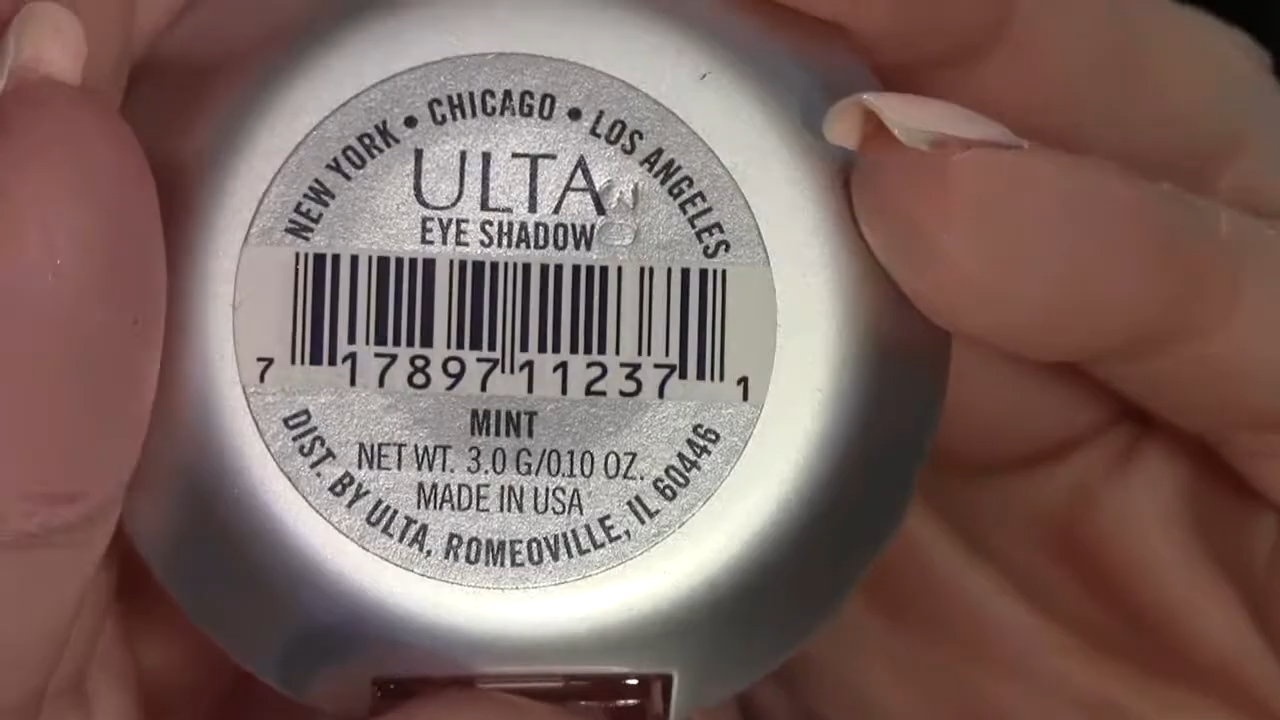 NEW YORK • CHICAGO • LOS ANGELES
ULTA
EYE SHADOW
7 17897 11237 1
MINT
NET WT. 3.0 G/0.10 OZ.
MADE IN USA
DIST. BY ULTA, ROMEOVILLE, IL 60446